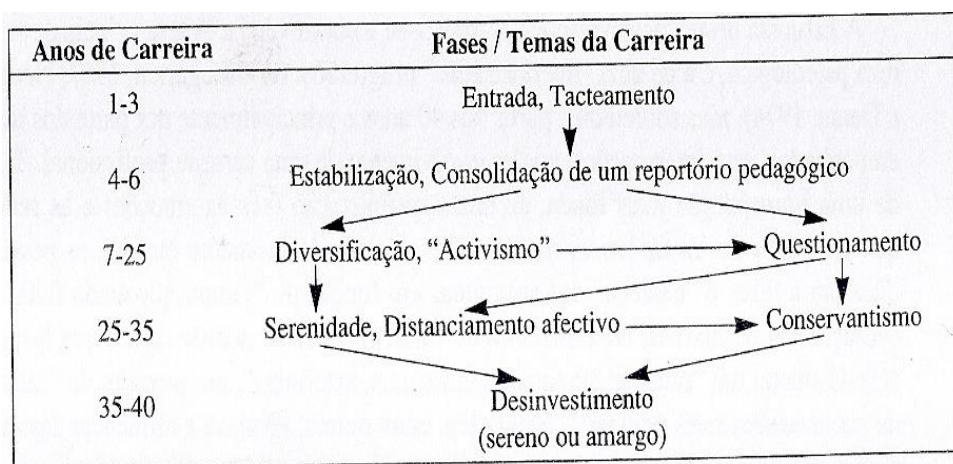 Anos de Carreira Fases / Temas da Carreira
1-3 Entrada, Tacteamento
4-6 Estabilização, Consolidação de um reportório pedagógico
7-25 Diversificação, “Activismo” Questionamento
25-35 Serenidade, Distanciamento afectivo Conservantismo
35-40 Desinvestimento
(sereno ou amargo)